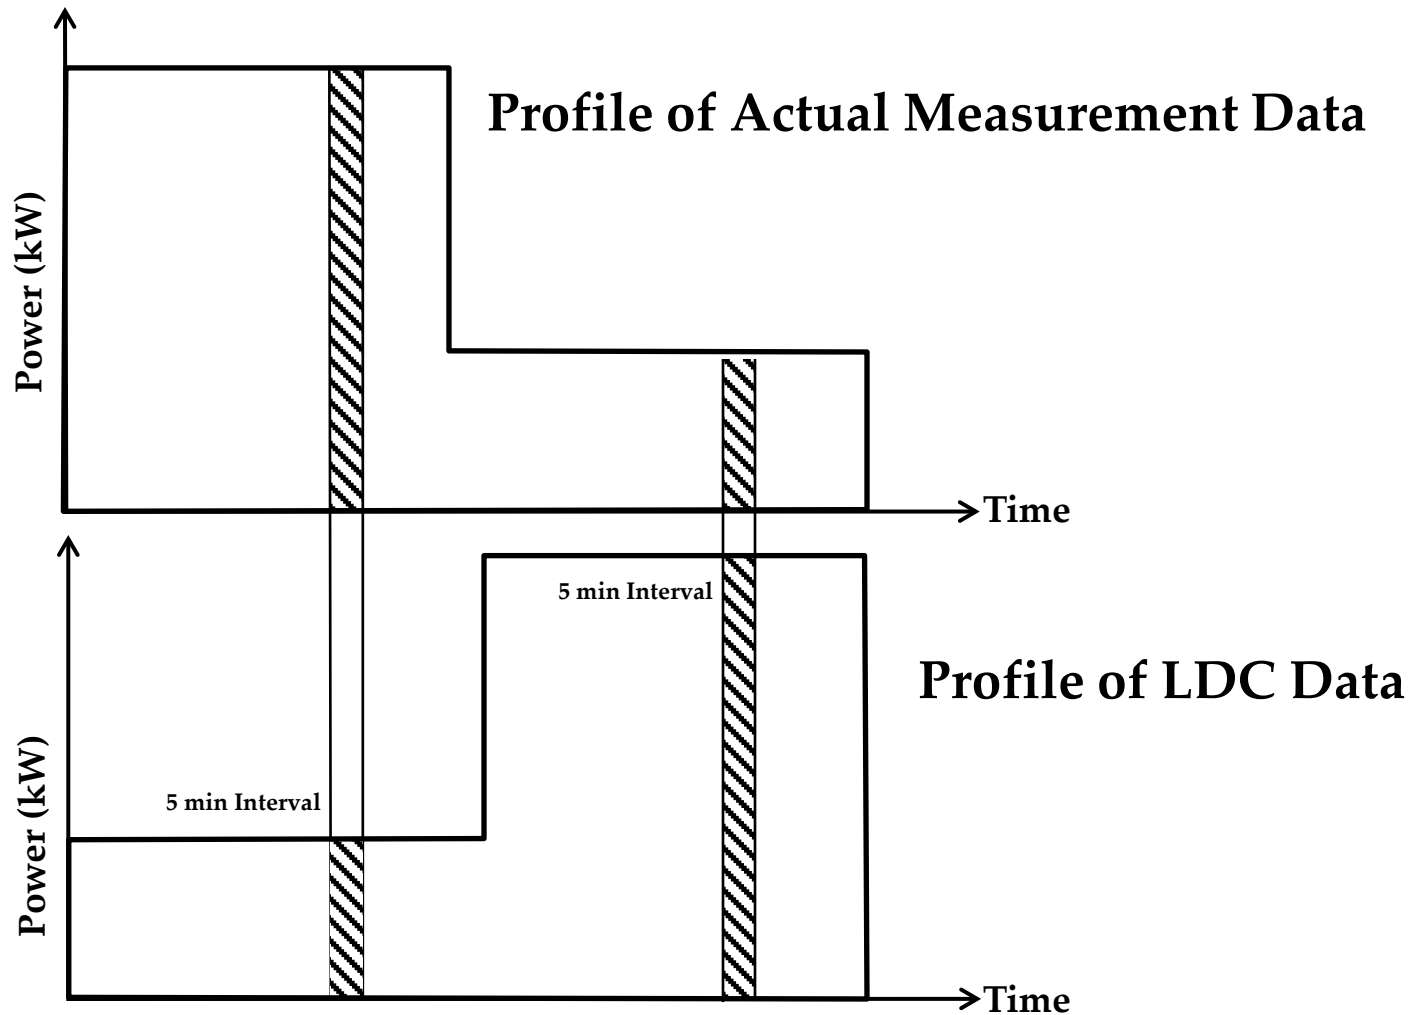 Profile of Actual Measurement Data
Power (kW)
Time
5 min Interval
Profile of LDC Data
5 min Interval
Power (kW)
Time